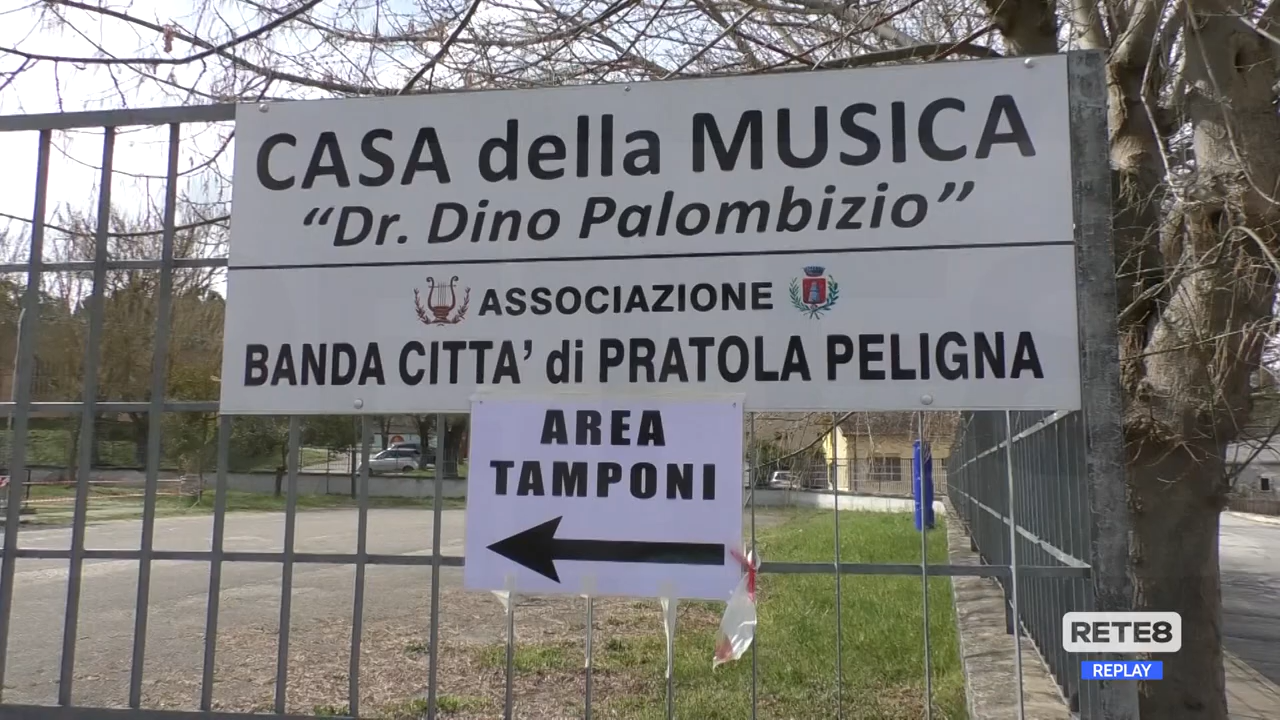 CASA della MUSICA
“Dr. Dino Palombizio”
ASSOCIAZIONE
BANDA CITTA’ di PRATOLA PELIGNA
AREA
TAMPONI
RETE8
REPLAY